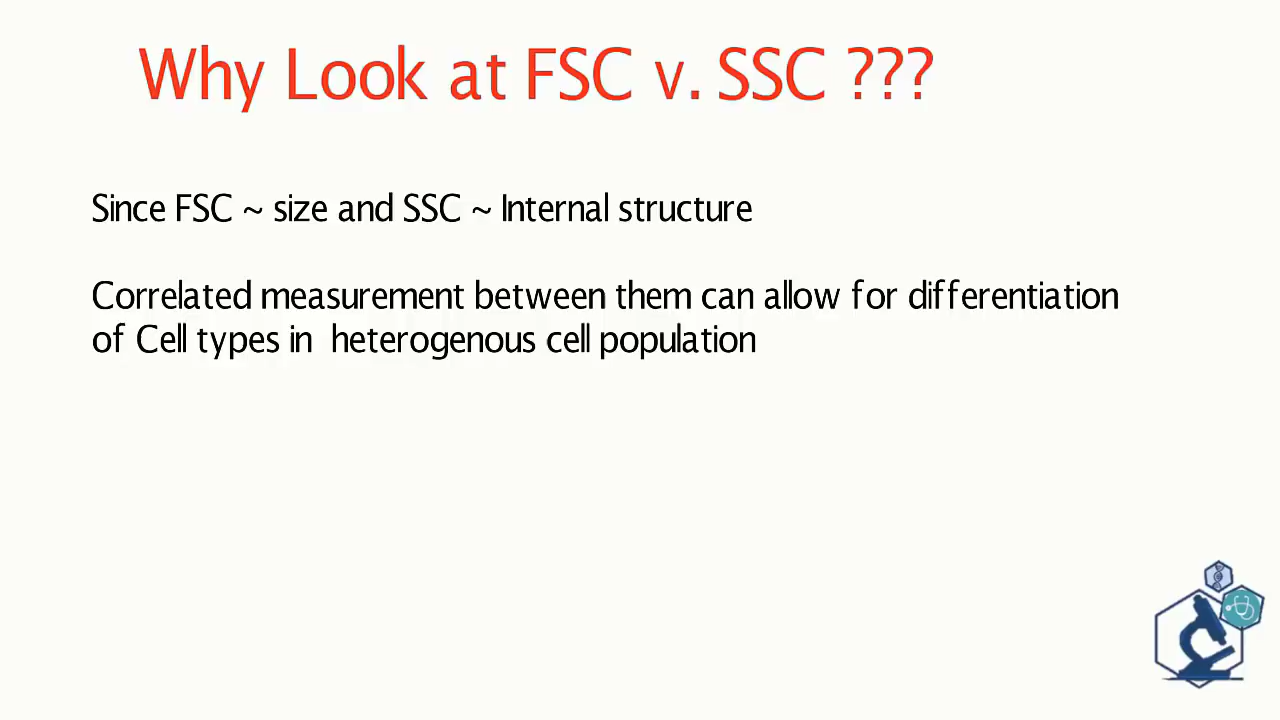 Why Look at FSC v. SSC ???
Since FSC ~ size and SSC ~ Internal structure
Correlated measurement between them can allow for differentiation
of Cell types in heterogenous cell population